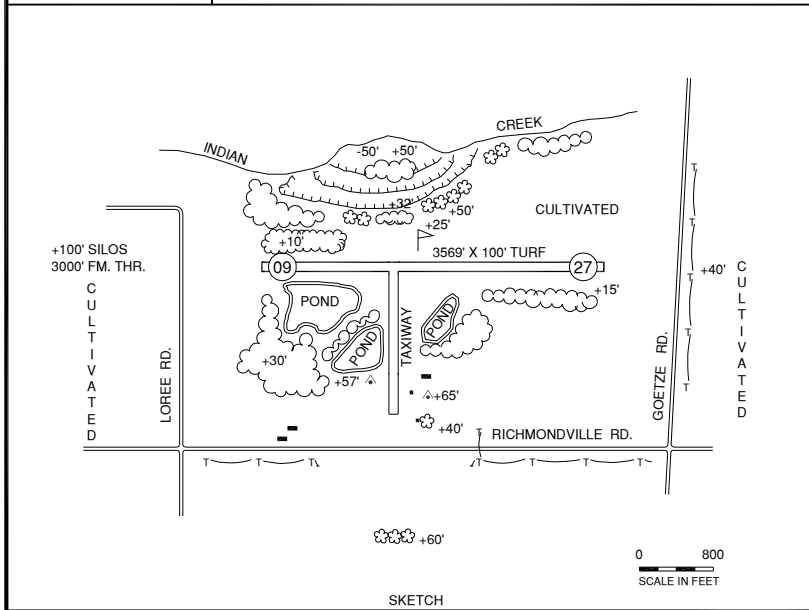 CREEK
INDIAN
-50' +50'
+32'
+50'
+25'
CULTIVATED
+10'
3569' X 100' TURF
+100' SILOS
3000' FM. THR.
09
27
+40'
+15'
POND
POND
POND
TAXIWAY
+30'
+57'
+65'
+40'
LOREE RD.
GOETZE RD.
CULTIVATED
CULTIVATED
T
T
T
T
T
T
RICHMONDVILLE RD.
T T T
T T T T
+60'
0 800
SCALE IN FEET
SKETCH